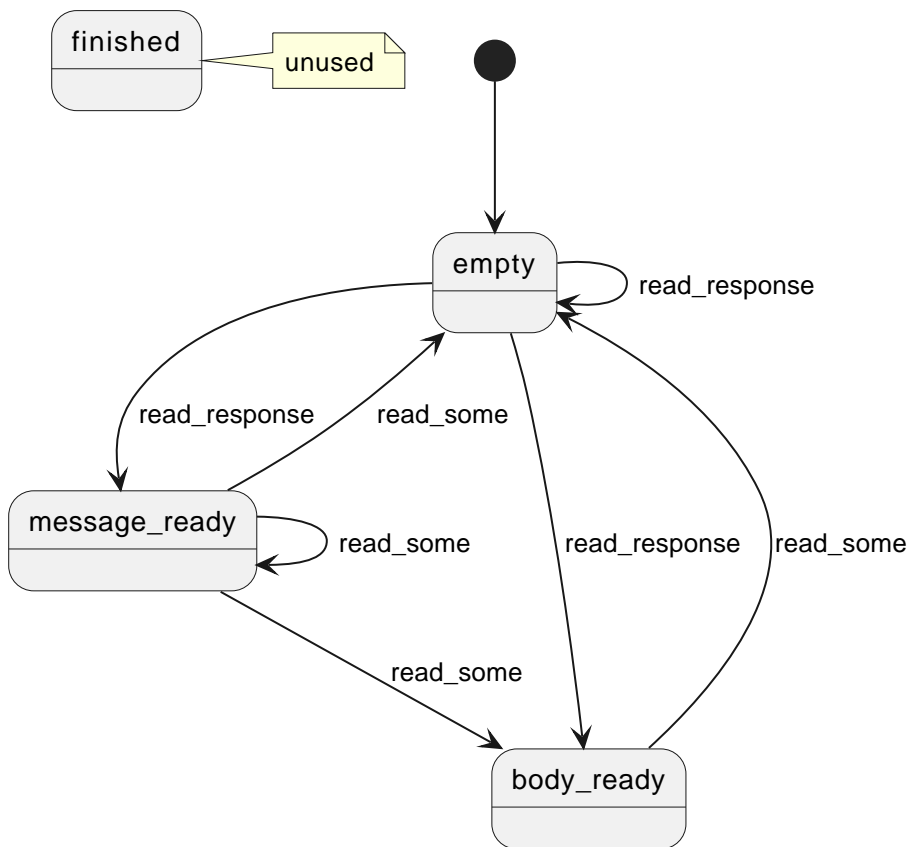 finished
unused
empty
read_response
read_response
read_some
message_ready
read_some
read_response
read_some
read_some
body_ready